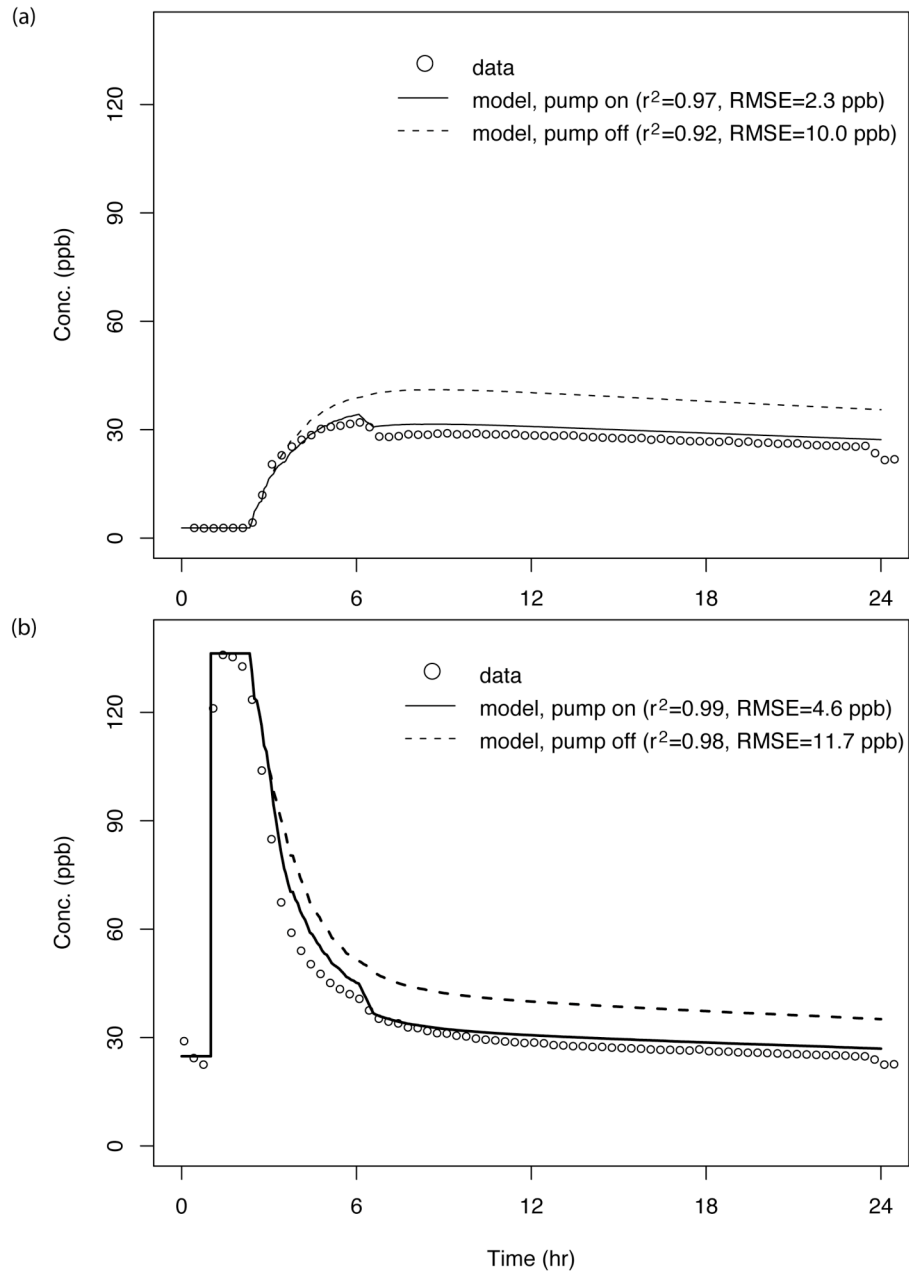 (a)
data
model, pump on (r²=0.97, RMSE=2.3 ppb)
model, pump off (r²=0.92, RMSE=10.0 ppb)
Conc. (ppb)
120
90
60
30
0
0 6 12 18 24
(b)
data
model, pump on (r²=0.99, RMSE=4.6 ppb)
model, pump off (r²=0.98, RMSE=11.7 ppb)
Conc. (ppb)
120
90
60
30
0
0 6 12 18 24
Time (hr)